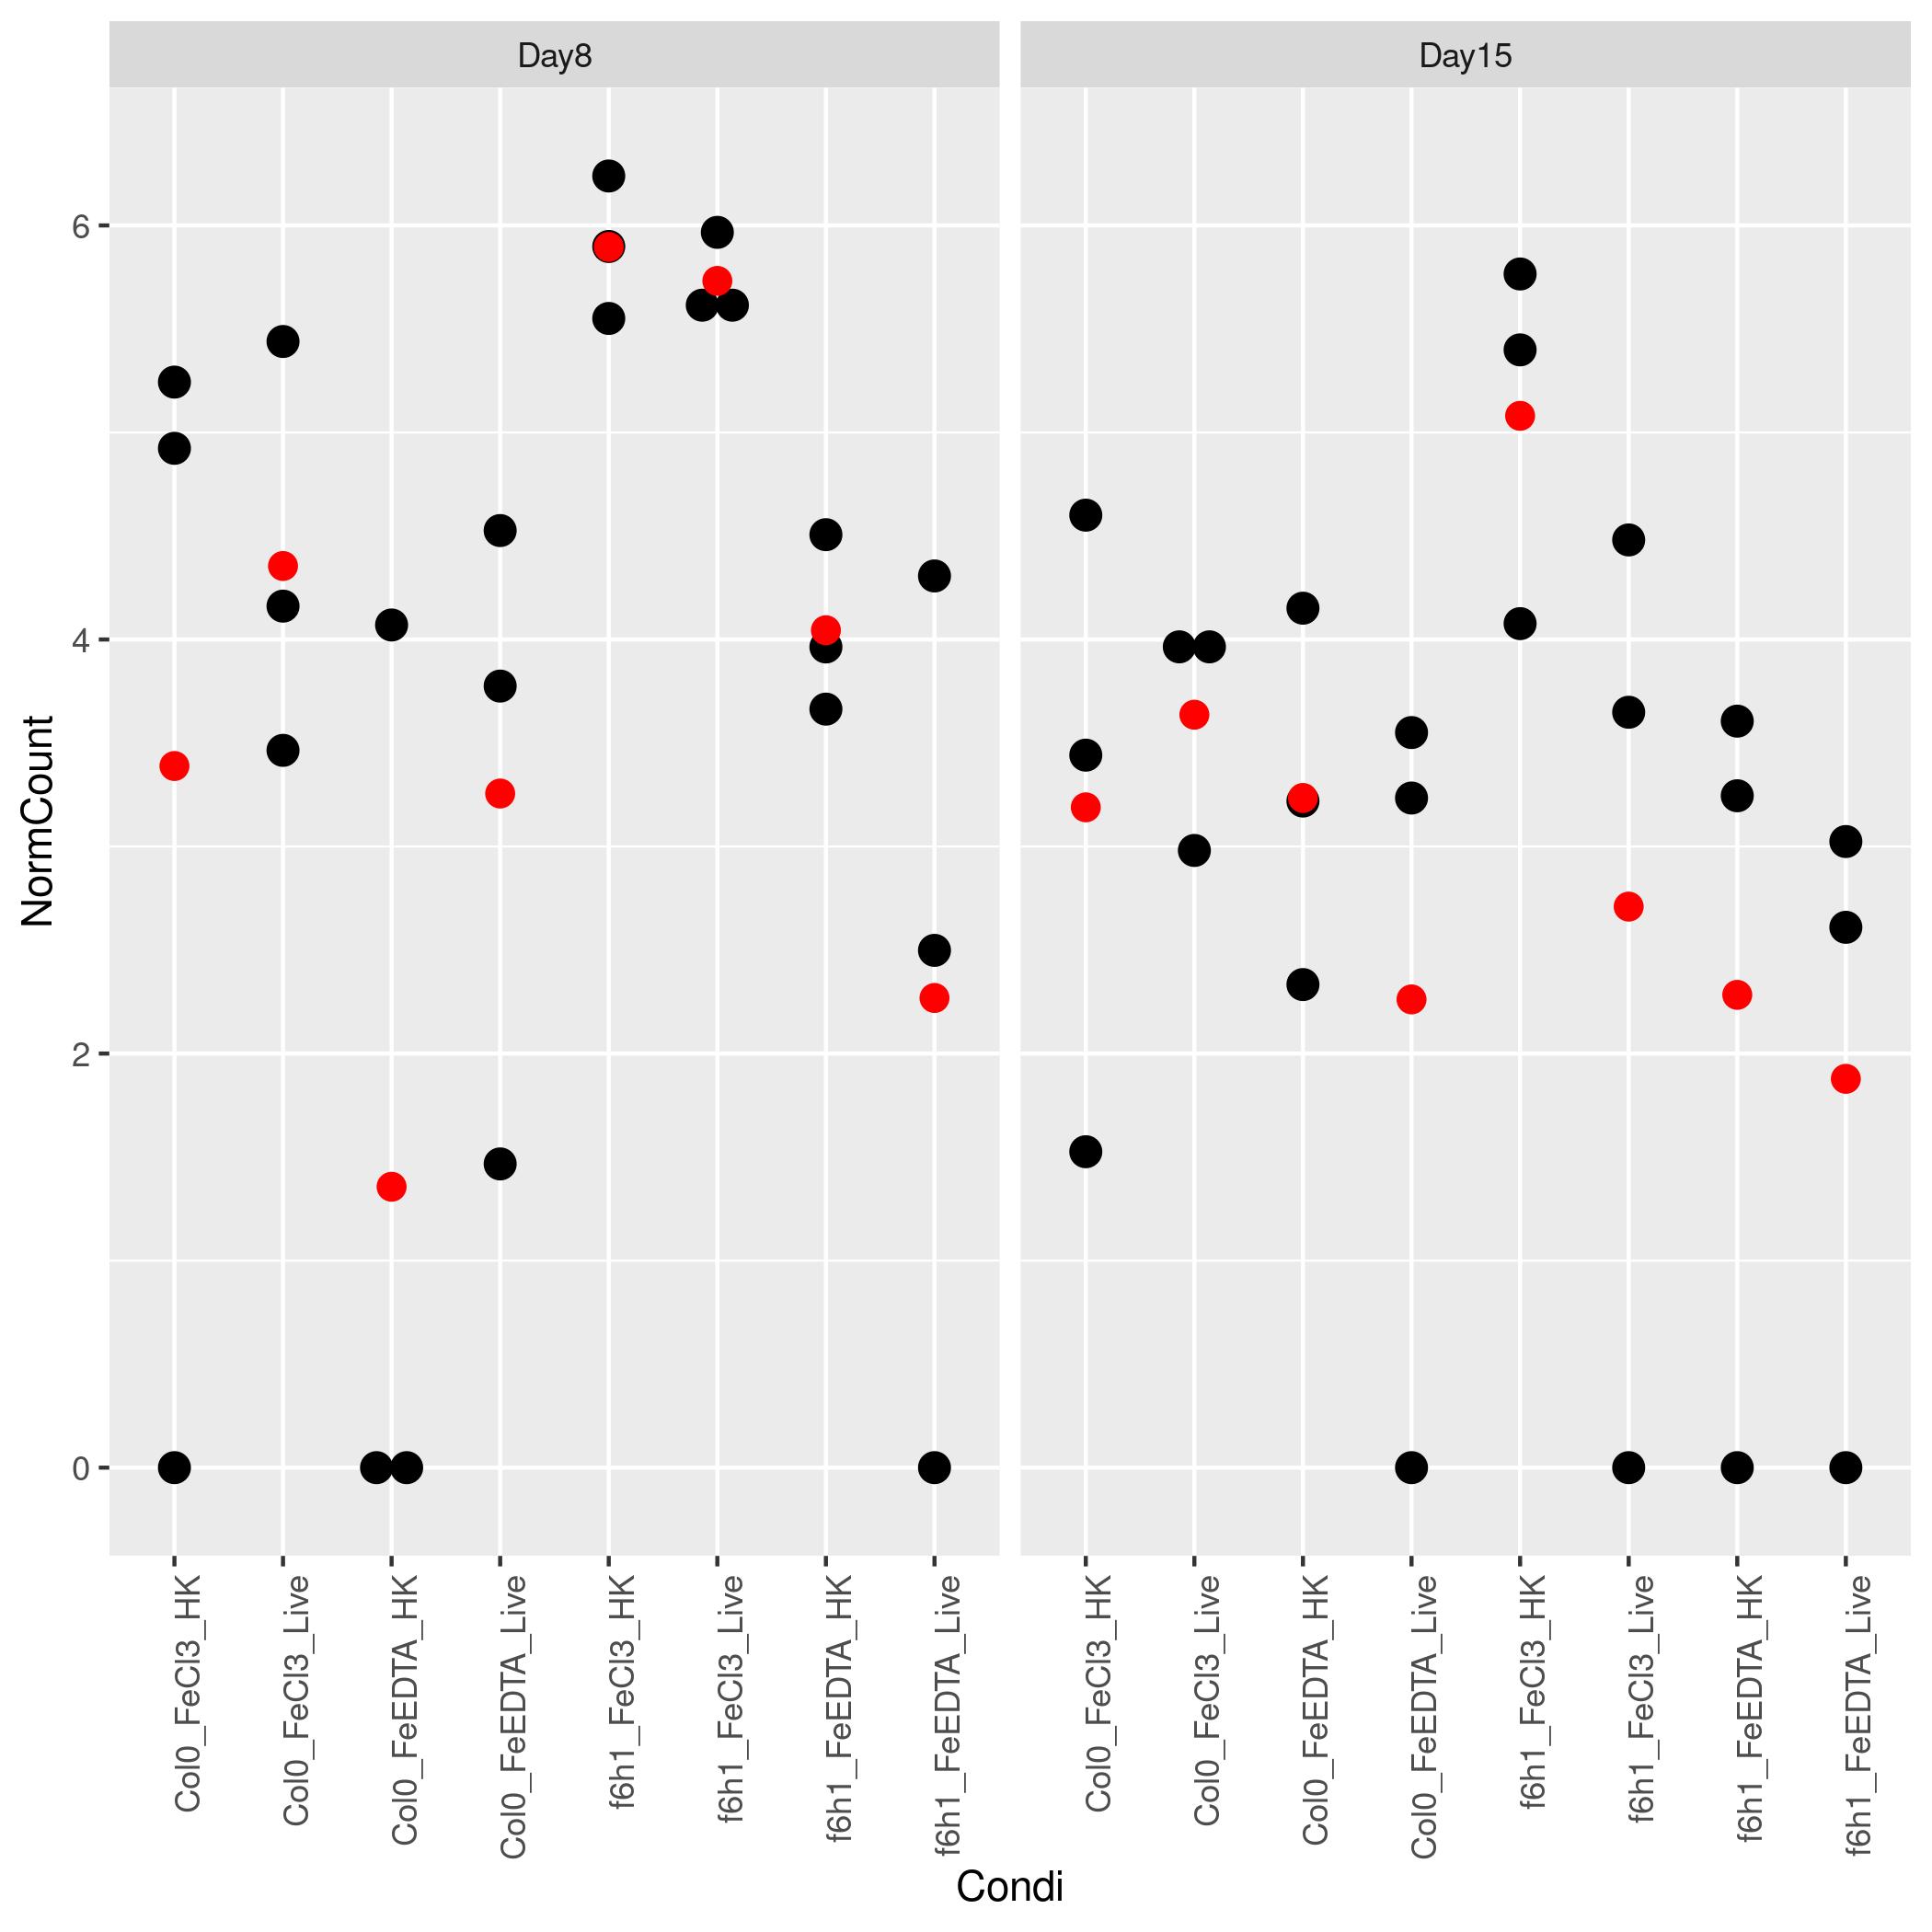 Day8
Day15
NormCount
6
4
2
0
Col0_FeCl3_HK
Col0_FeCl3_Live
Col0_FeEDTA_HK
Col0_FeEDTA_Live
f6h1_FeCl3_HK
f6h1_FeCl3_Live
f6h1_FeEDTA_HK
f6h1_FeEDTA_Live
Col0_FeCl3_HK
Col0_FeCl3_Live
Col0_FeEDTA_HK
Col0_FeEDTA_Live
f6h1_FeCl3_HK
f6h1_FeCl3_Live
f6h1_FeEDTA_HK
f6h1_FeEDTA_Live
Condi